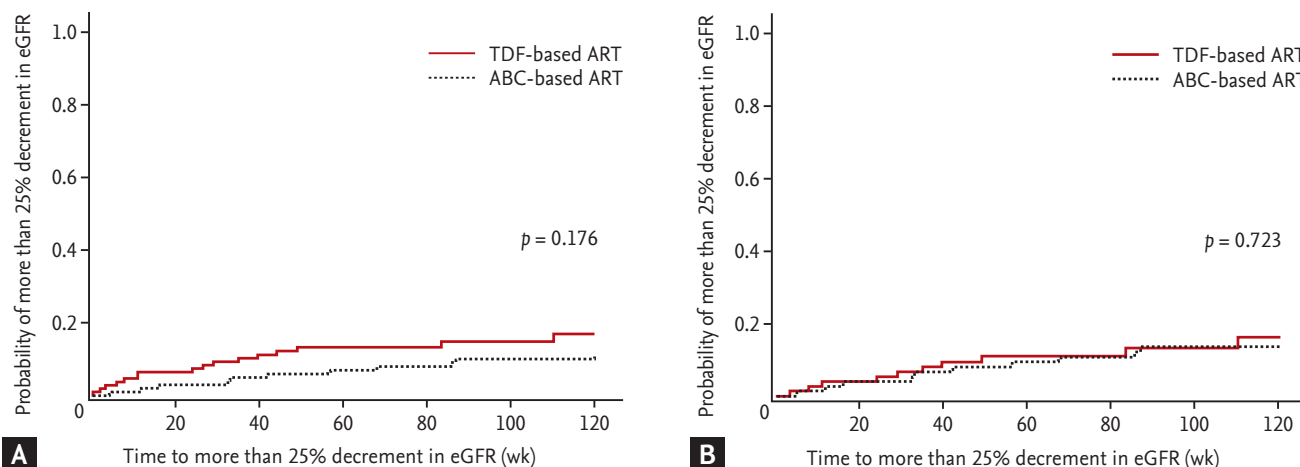 Probability of more than 25% decrement in eGFR
1.0
0.8
0.6
0.4
0.2
0
TDF-based ART
ABC-based ART
p = 0.176
20 40 60 80 100 120
Time to more than 25% decrement in eGFR (wk)
A
Probability of more than 25% decrement in eGFR
1.0
0.8
0.6
0.4
0.2
0
TDF-based ART
ABC-based ART
p = 0.723
20 40 60 80 100 120
Time to more than 25% decrement in eGFR (wk)
B